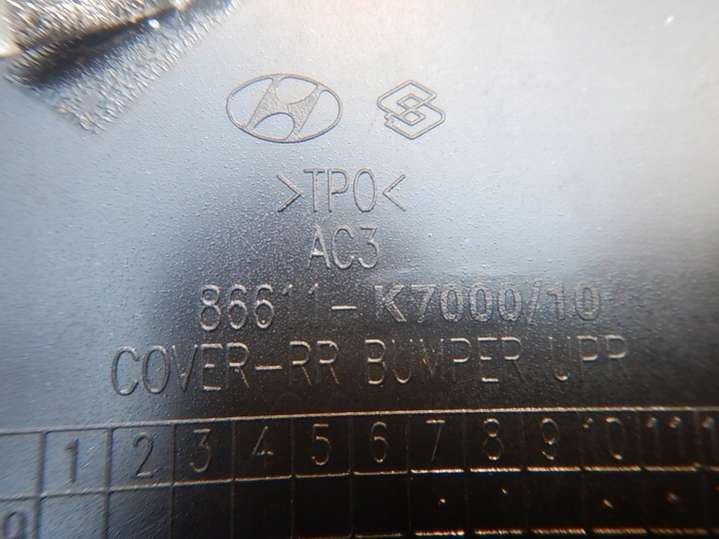 >TPO<
AC3
86611-K7000/10
COVER-RR BUMPER UPR
1 2 3 4 5 6 7 8 9 10 11